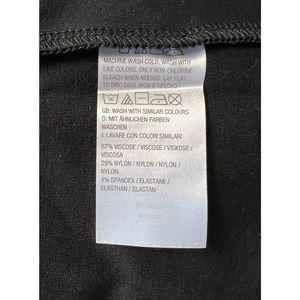 MACHINE WASH COLD, WASH WITH
LIKE COLORS. ONLY NON-CHLORINE
BLEACH WHEN NEEDED. LAY FLAT
TO DRY. COOL IRON IF NEEDED
GB: WASH WITH SIMILAR COLOURS
D: MIT ÄHNLICHEN FARBEN
WASCHEN
I: LAVARE CON COLORI SIMILARI
67% VISCOSE / VISCOSE / VISKOSE /
VISCOSA
29% NYLON / NYLON / NYLON /
NYLON
4% SPANDEX / ELASTAME /
ELASTHAN / ELASTAN